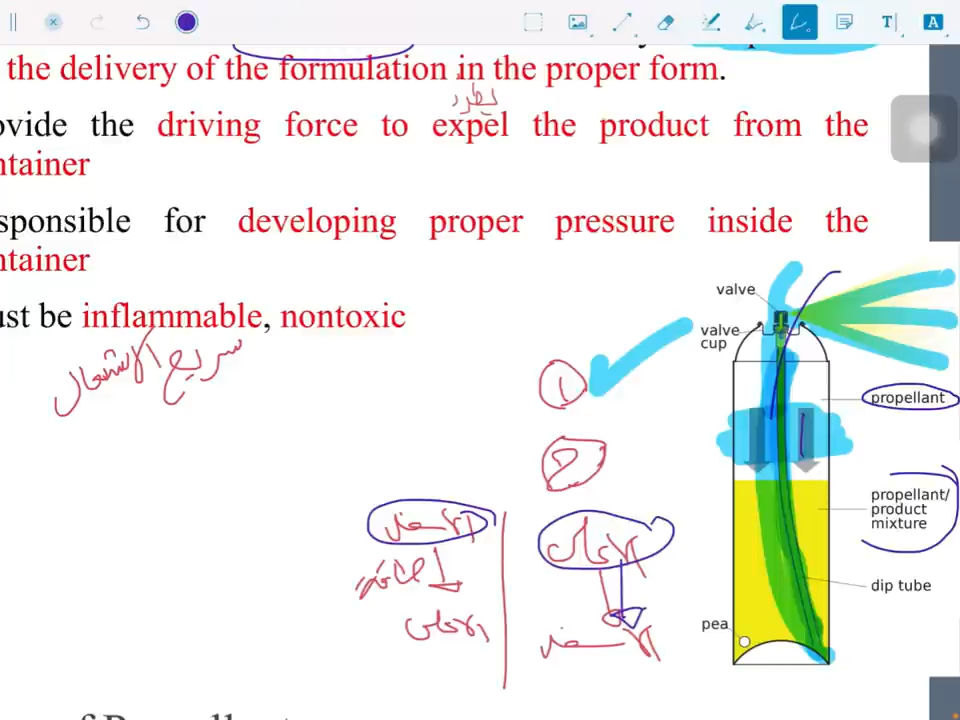 the delivery of the formulation in the proper form.
يطرد
ovide the driving force to expel the product from the
ntainer
sponsible for developing proper pressure inside the
ntainer
ust be inflammable, nontoxic
سريع الاشتعال
valve
valve
cup
propellant
1
2
propellant/
product
mixture
الاسفل
الاعلى
dip tube
pea
الاعلى
الاسفل
T
A